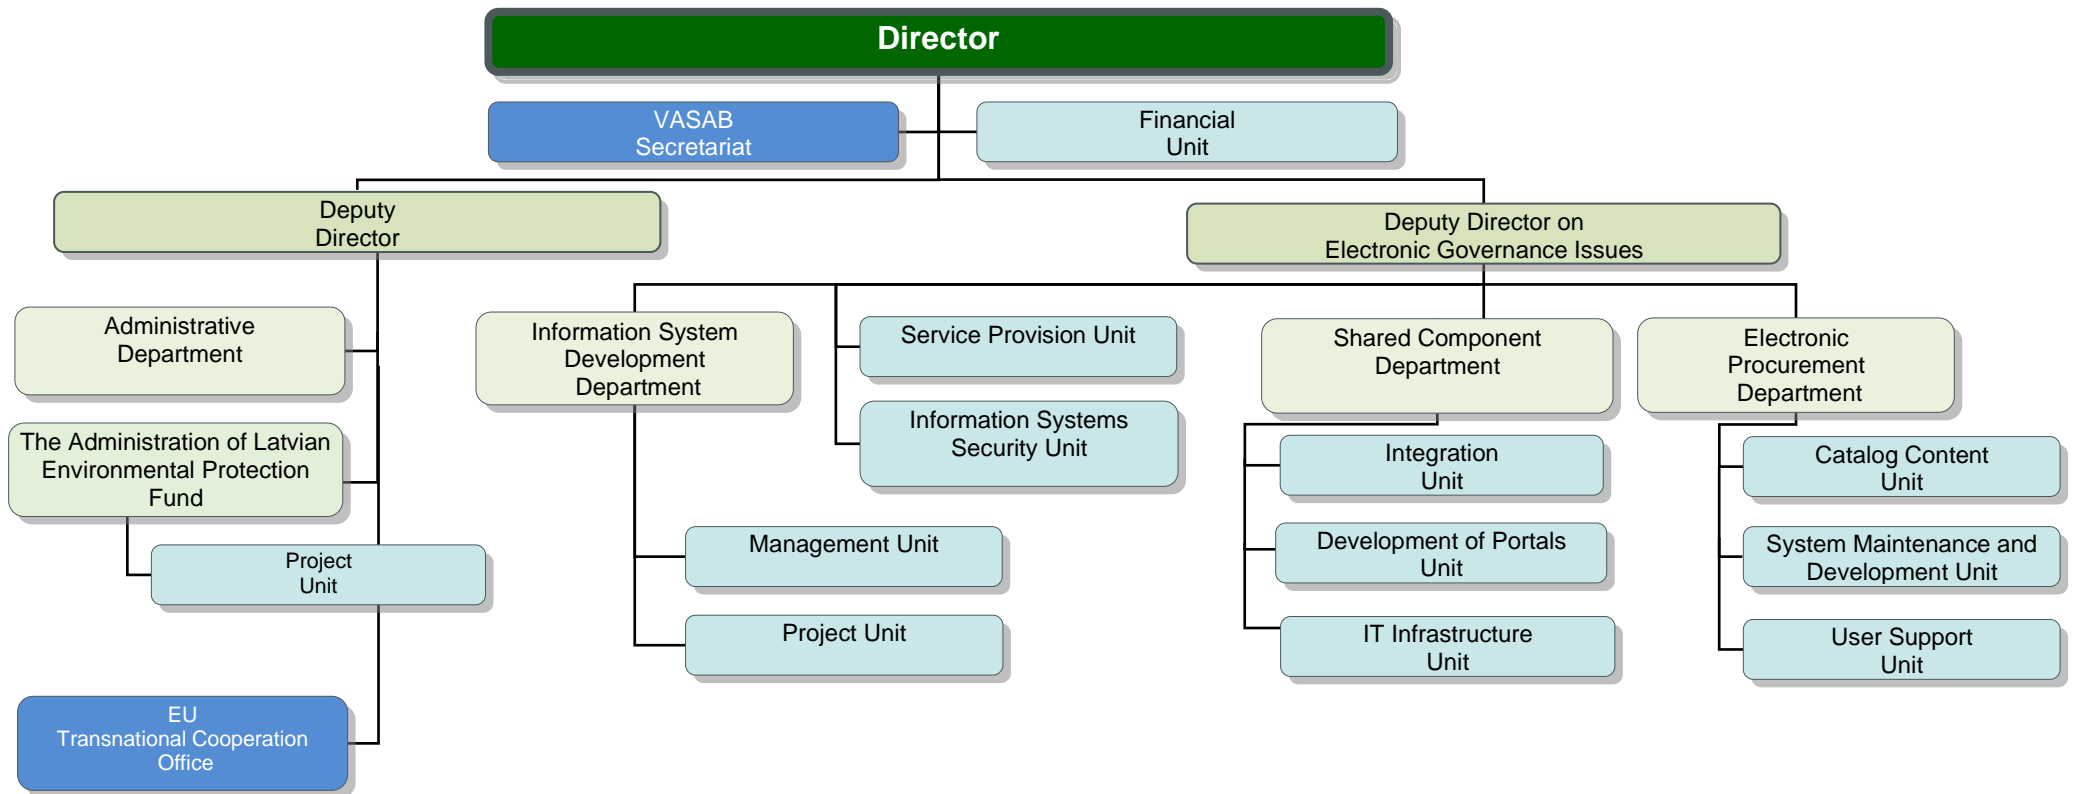 Director
VASAB
Secretariat
Financial
Unit
Deputy
Director
Deputy Director on
Electronic Governance Issues
Administrative
Department
The Administration of Latvian
Environmental Protection
Fund
Project
Unit
EU
Transnational Cooperation
Office
Information System
Development
Department
Service Provision Unit
Information Systems
Security Unit
Management Unit
Project Unit
Shared Component
Department
Integration
Unit
Development of Portals
Unit
IT Infrastructure
Unit
Electronic
Procurement
Department
Catalog Content
Unit
System Maintenance and
Development Unit
User Support
Unit